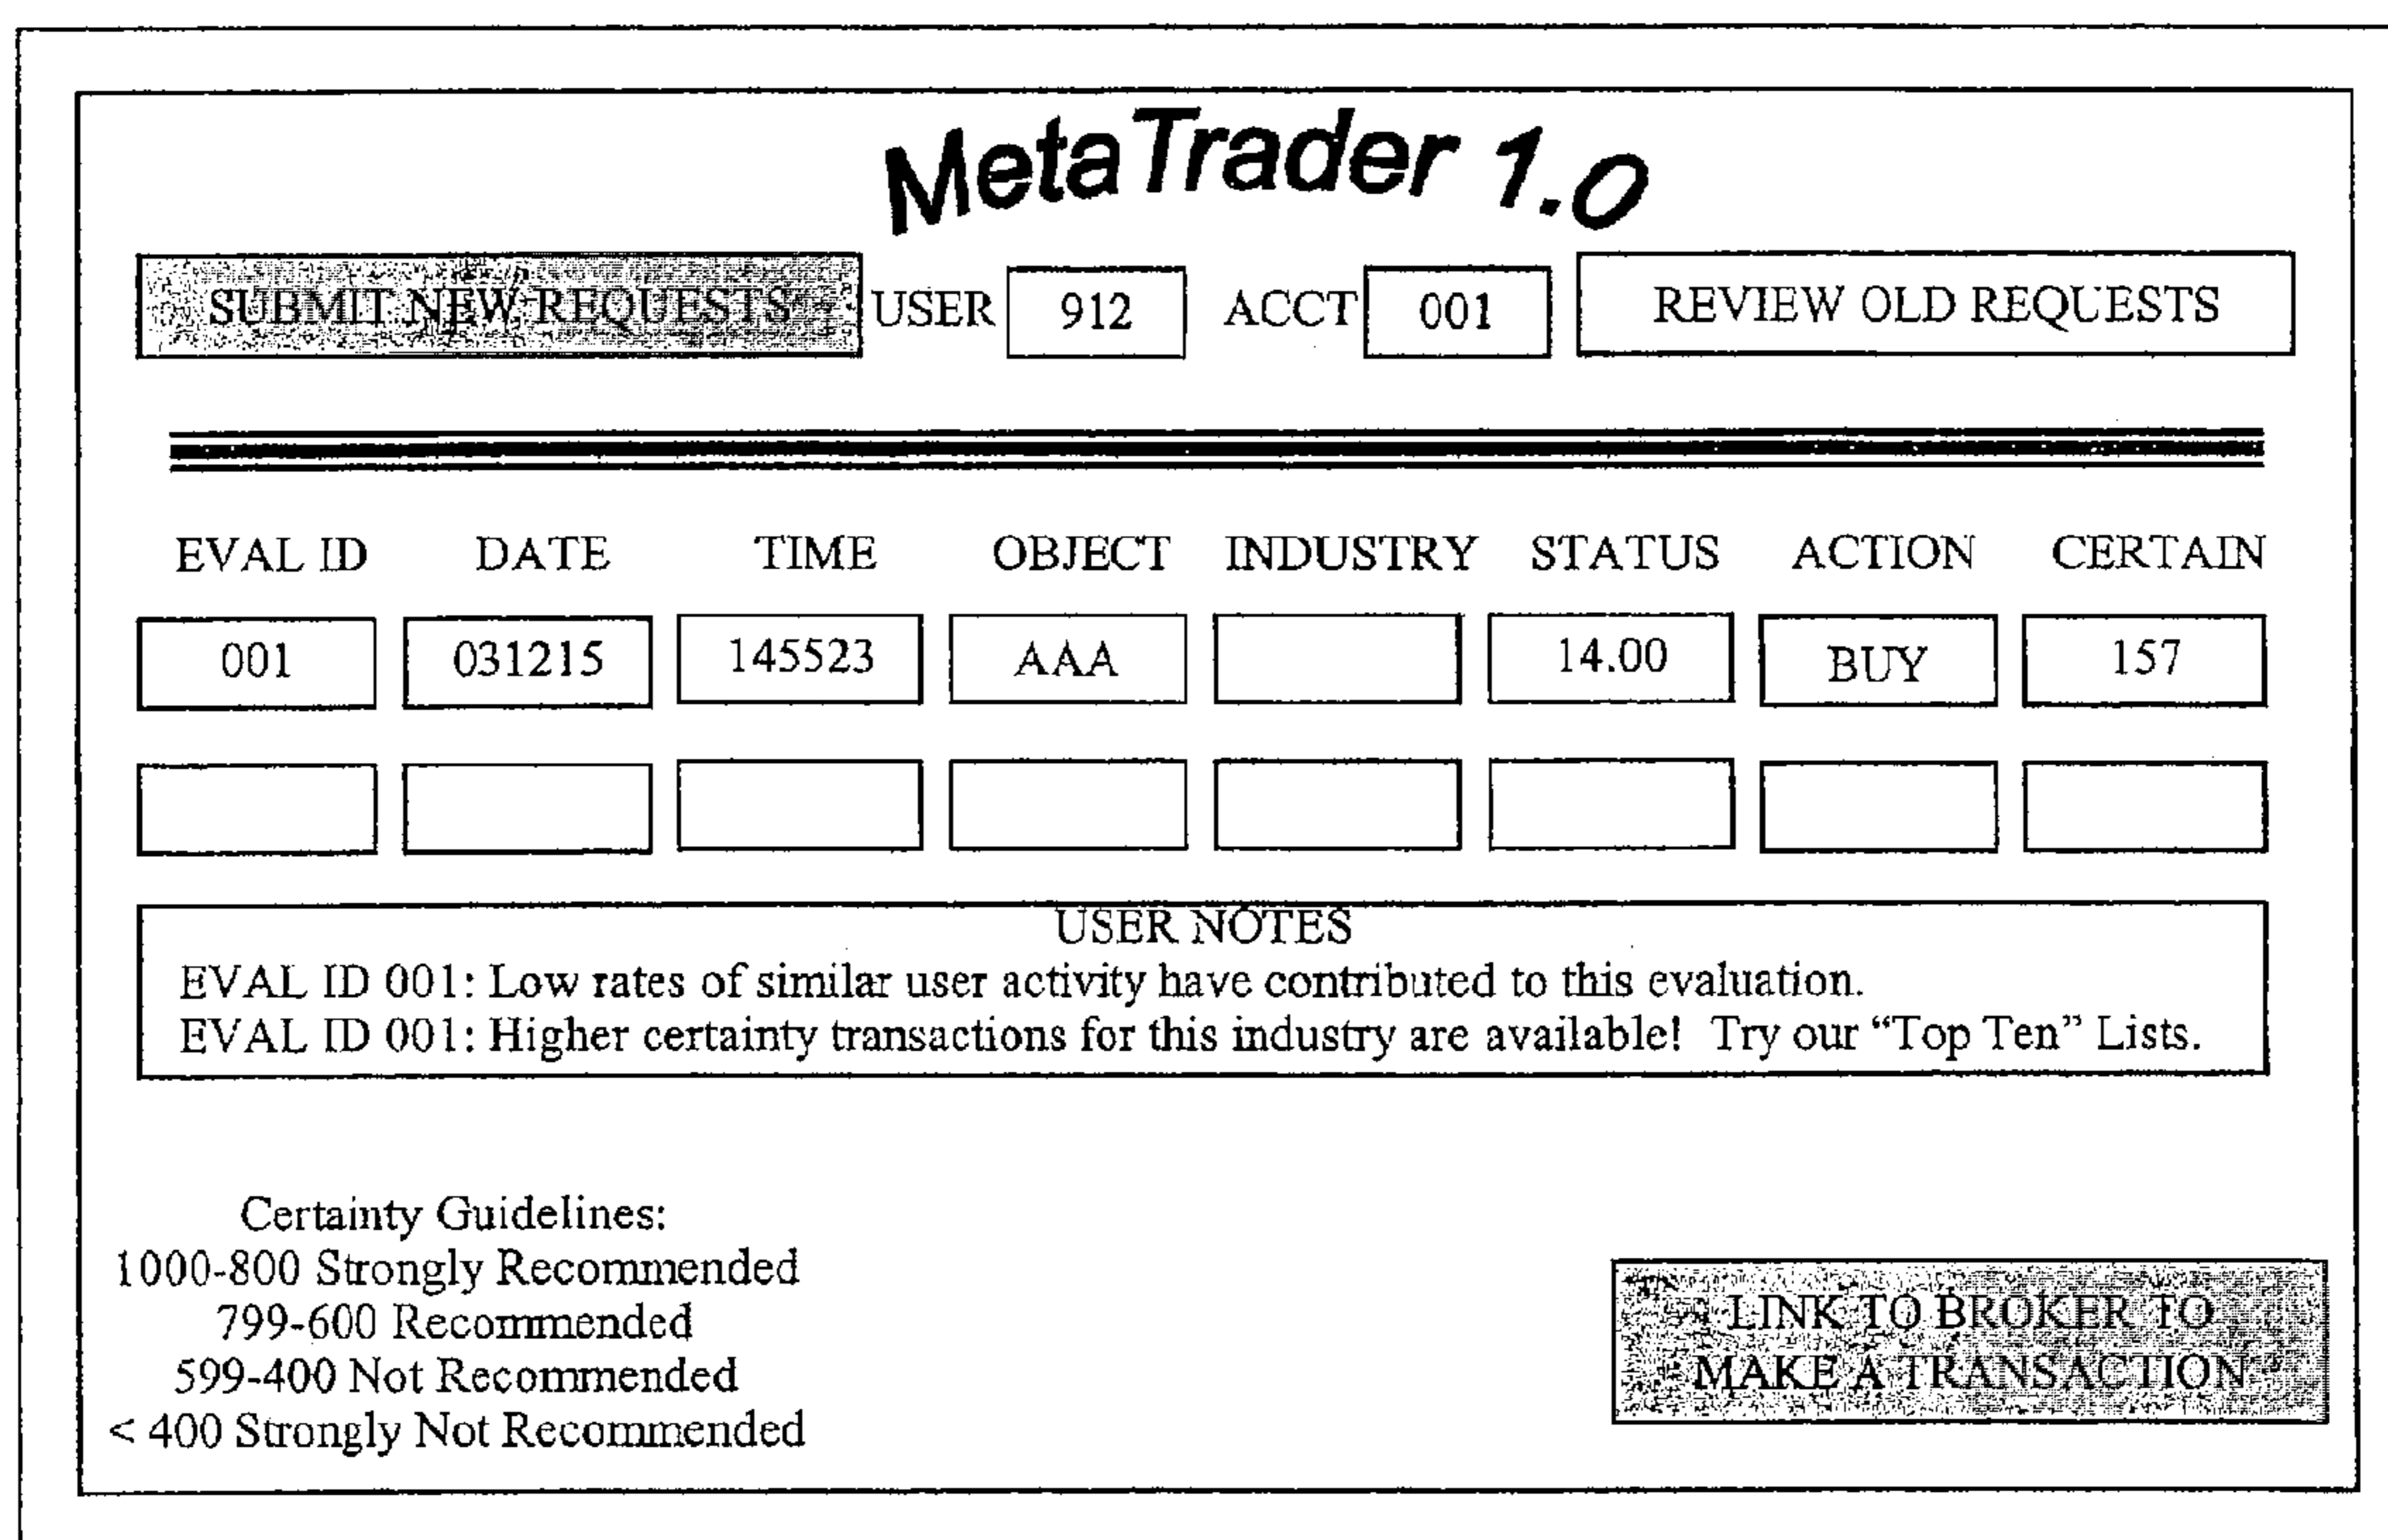 MetaTrader 1.0
SUBMIT NEW REQUESTS USER 912 ACCT 001 REVIEW OLD REQUESTS
EVAL ID DATE TIME OBJECT INDUSTRY STATUS ACTION CERTAIN
001 031215 145523 AAA 14.00 BUY 157
USER NOTES
EVAL ID 001: Low rates of similar user activity have contributed to this evaluation.
EVAL ID 001: Higher certainty transactions for this industry are available! Try our “Top Ten” Lists.
Certainty Guidelines:
1000-800 Strongly Recommended
799-600 Recommended
599-400 Not Recommended
< 400 Strongly Not Recommended
LINK TO BROKER TO
MAKE A TRANSACTION